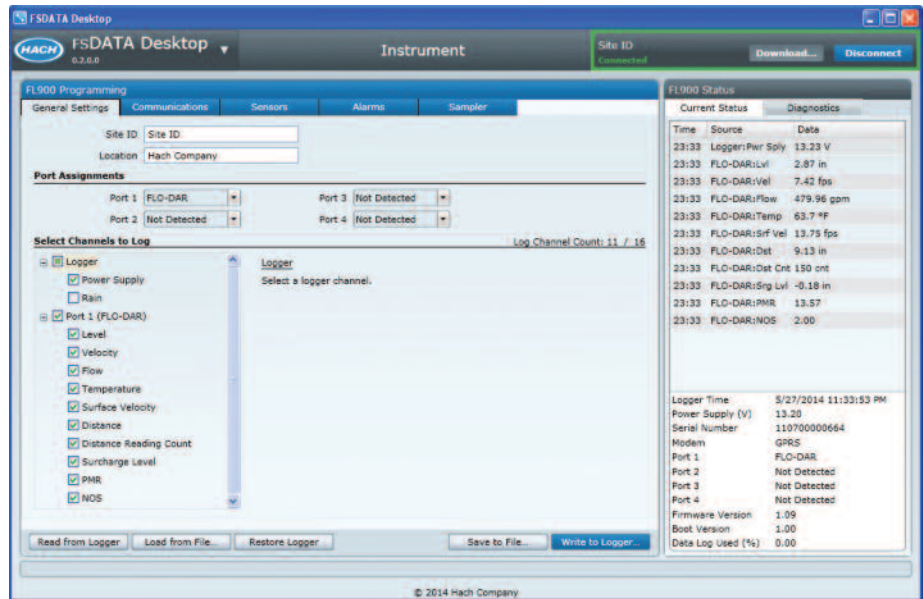 FSDATA Desktop
HACH
FSDATA Desktop
0.2.0.0
Instrument
Site ID
Connected
Download...
Disconnect
FL900 Programming
General Settings Communications Sensors Alarms Sampler
Site ID Site ID
Location Hach Company
Port Assignments
Port 1 FLO-DAR Port 3 Not Detected
Port 2 Not Detected Port 4 Not Detected
Select Channels to Log Log Channel Count: 11 / 16
Logger
Power Supply
Rain
Port 1 (FLO-DAR)
Level
Velocity
Flow
Temperature
Surface Velocity
Distance
Distance Reading Count
Surcharge Level
PMR
NOS
Logger
Select a logger channel.
Read from Logger Load from File... Restore Logger Save to File... Write to Logger...
FL900 Status
Current Status Diagnostics
Time Source Data
23:33 Logger:Pwr Sply 13.23 V
23:33 FLO-DAR:Lvl 2.87 in
23:33 FLO-DAR:Vel 7.42 fps
23:33 FLO-DAR:Flow 479.96 gpm
23:33 FLO-DAR:Temp 63.7 °F
23:33 FLO-DAR:Srf Vel 13.75 fps
23:33 FLO-DAR:Dst 9.13 in
23:33 FLO-DAR:Dst Cnt 150 cnt
23:33 FLO-DAR:Srg Lvl -0.18 in
23:33 FLO-DAR:PMR 13.57
23:33 FLO-DAR:NOS 2.00
Logger Time 5/27/2014 11:33:53 PM
Power Supply (V) 13.20
Serial Number 110700000664
Modem GPRS
Port 1 FLO-DAR
Port 2 Not Detected
Port 3 Not Detected
Port 4 Not Detected
Firmware Version 1.09
Boot Version 1.00
Data Log Used (%) 0.00
© 2014 Hach Company